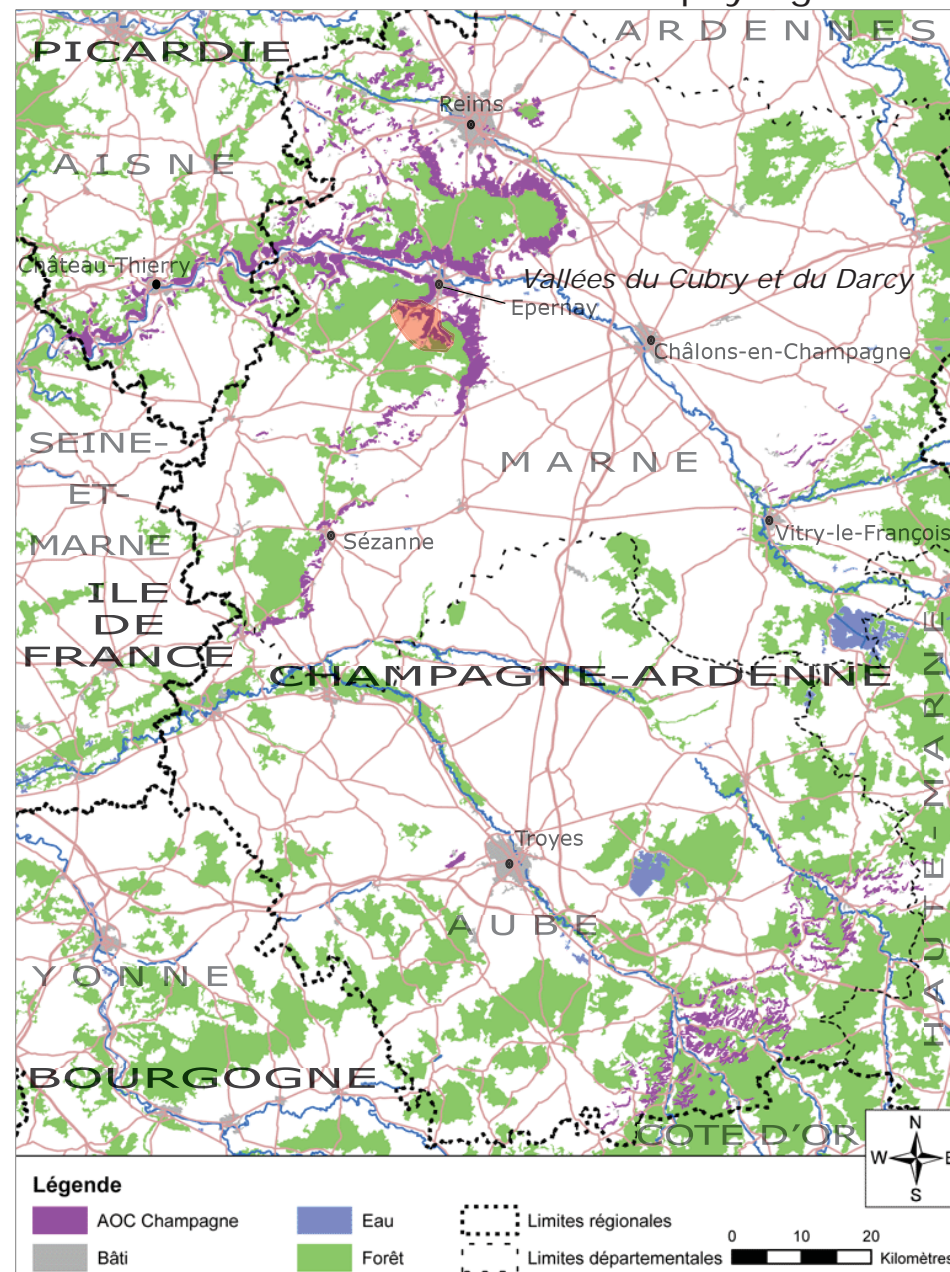 PICARDIE
ARDENNES
Reims
AISNE
Château-Thierry
Vallées du Cubry et du Darcy
Epernay
Châlons-en-Champagne
SEINE-
ET-
MARNE
MARNE
Vitry-le-François
Sézanne
ILE
DE
FRANCE
CHAMPAGNE-ARDENNE
HAUTE-MARNE
Troyes
AUBE
YONNE
BOURGOGNE
COTE D'OR
N
W
E
S
Légende
AOC Champagne
Eau
Limites régionales
0 10 20
Bâti
Forêt
Limites départementales
Kilomètres